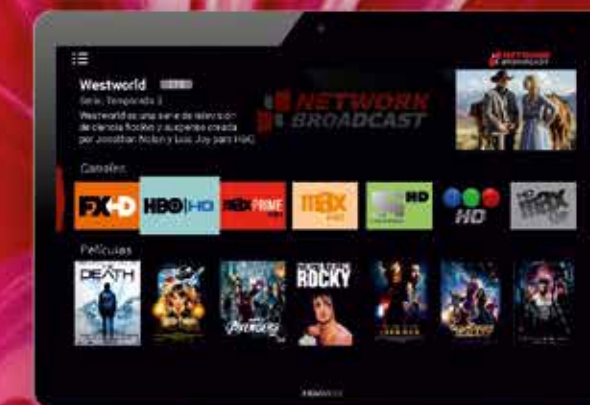 Westworld
NETWORK
BROADCAST
Serie, Temporada 3
NETWORK
BROADCAST
Westworld es una serie de televisión
de ciencia ficción y suspenso creada
por Jonathan Nolan y Lisa Joy para HBO.
Canales
FX HD HBO HD MAX PRIME MAX HD HD MAX
Películas
DEATH
AVENGERS
ROCKY